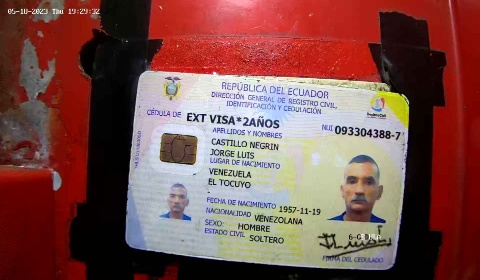 05-18-2023 Thu 19:29:32
REPÚBLICA DEL ECUADOR
DIRECCIÓN GENERAL DE REGISTRO CIVIL,
IDENTIFICACIÓN Y CEDULACIÓN
CÉDULA DE EXT VISA*2AÑOS
NUI 093304388-7
APELLIDOS Y NOMBRES
CASTILLO NEGRIN
JORGE LUIS
LUGAR DE NACIMIENTO
VENEZUELA
EL TOCUYO
FECHA DE NACIMIENTO 1957-11-19
NACIONALIDAD VENEZOLANA
SEXO: HOMBRE
ESTADO CIVIL SOLTERO
FIRMA DEL CEDULADO